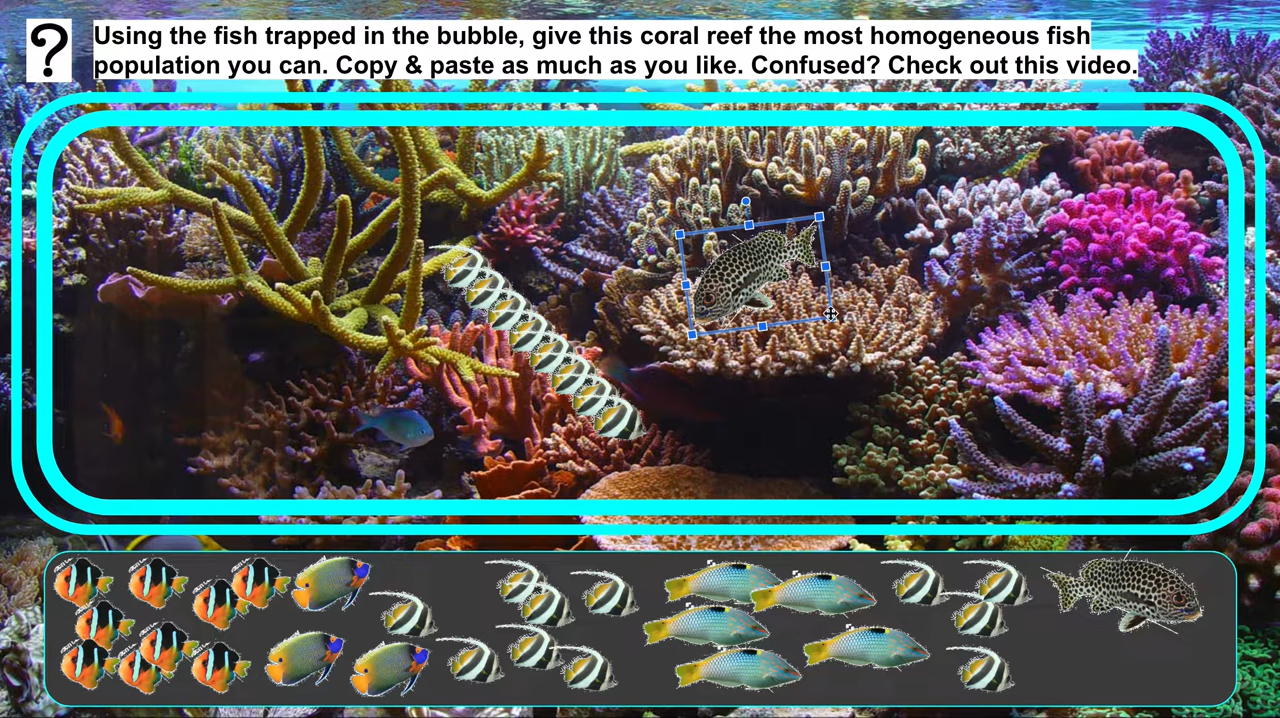 ?
Using the fish trapped in the bubble, give this coral reef the most homogeneous fish
population you can. Copy & paste as much as you like. Confused? Check out this video.